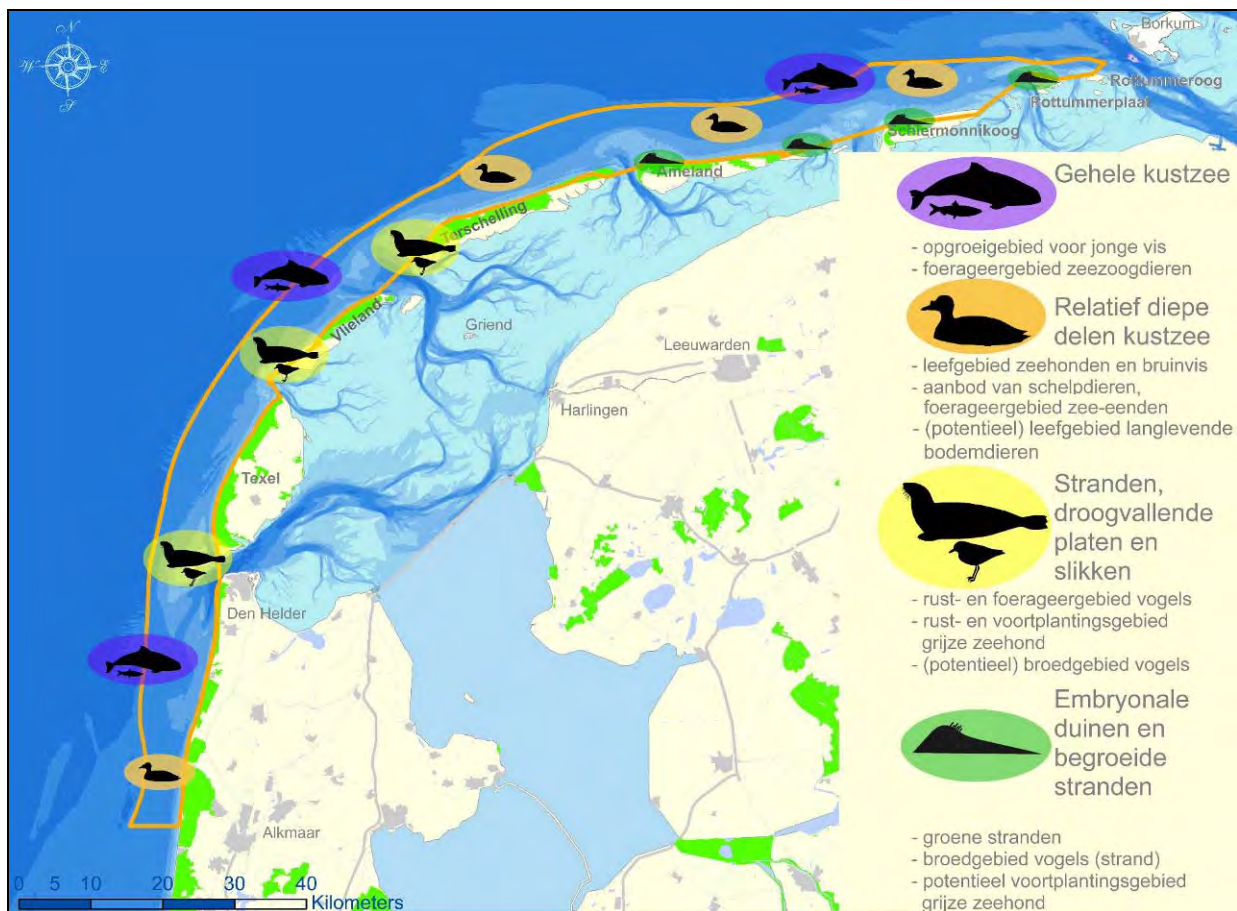 N
W
E
S
Borkum
Rottummeroog
Rottummerplaat
Schiermonnikoog
Ameland
Terschelling
Vlieland
Griend
Leeuwarden
Harlingen
Texel
Den Helder
Alkmaar
0 5 10 20 30 40
Kilometers
Gehele kustzee
- opgroeigebied voor jonge vis
- foerageergebied zeezoogdieren
Relatief diepe
delen kustzee
- leefgebied zeehonden en bruinvis
- aanbod van schelpdieren,
foerageergebied zee-eenden
- (potentieel) leefgebied langlevende
bodemdieren
Stranden,
droogvallende
platen en
slikken
- rust- en foerageergebied vogels
- rust- en voortplantingsgebied
grijze zeehond
- (potentieel) broedgebied vogels
Embryonale
duinen en
begroeide
stranden
- groene stranden
- broedgebied vogels (strand)
- potentieel voortplantingsgebied
grijze zeehond